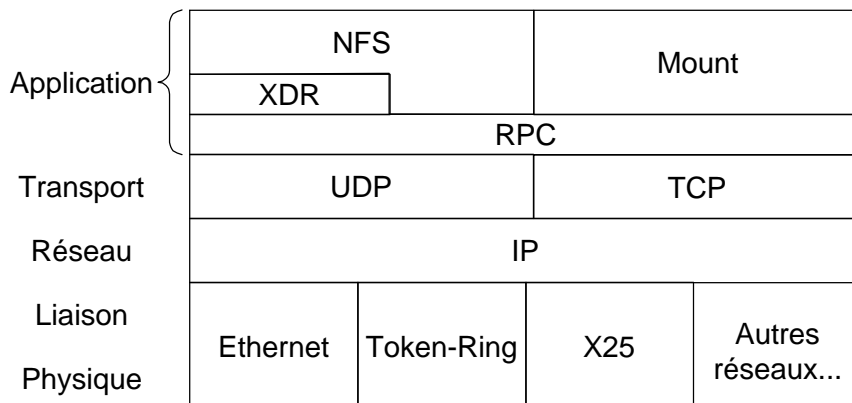 NFS
Mount
Application
XDR
RPC
Transport
UDP
TCP
Réseau
IP
Liaison
Physique
Ethernet
Token-Ring
X25
Autres
réseaux...